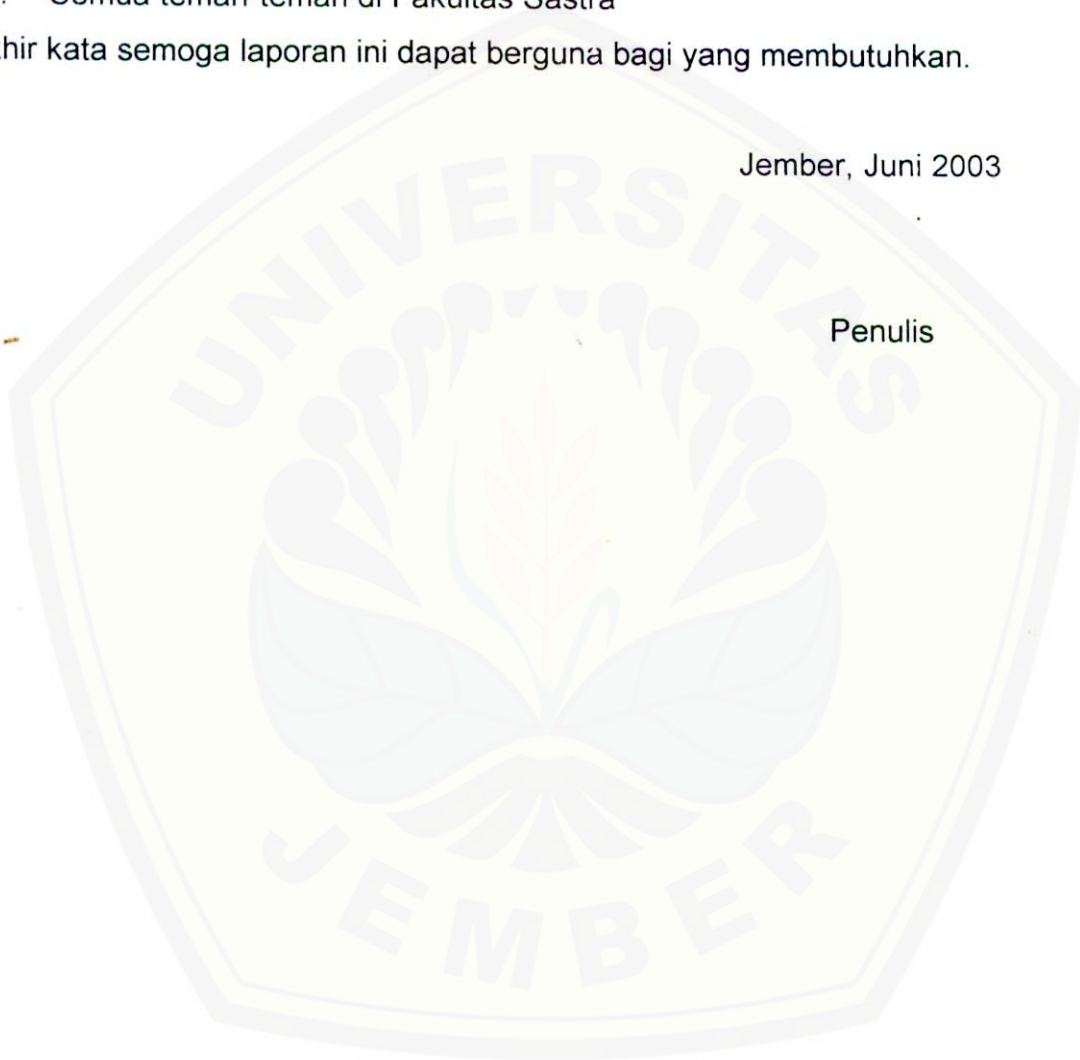 . Semua teman-teman di Fakultas Sastra
hir kata semoga laporan ini dapat berguna bagi yang membutuhkan.
Jember, Juni 2003
Penulis
UNIVERSITAS
JEMBER